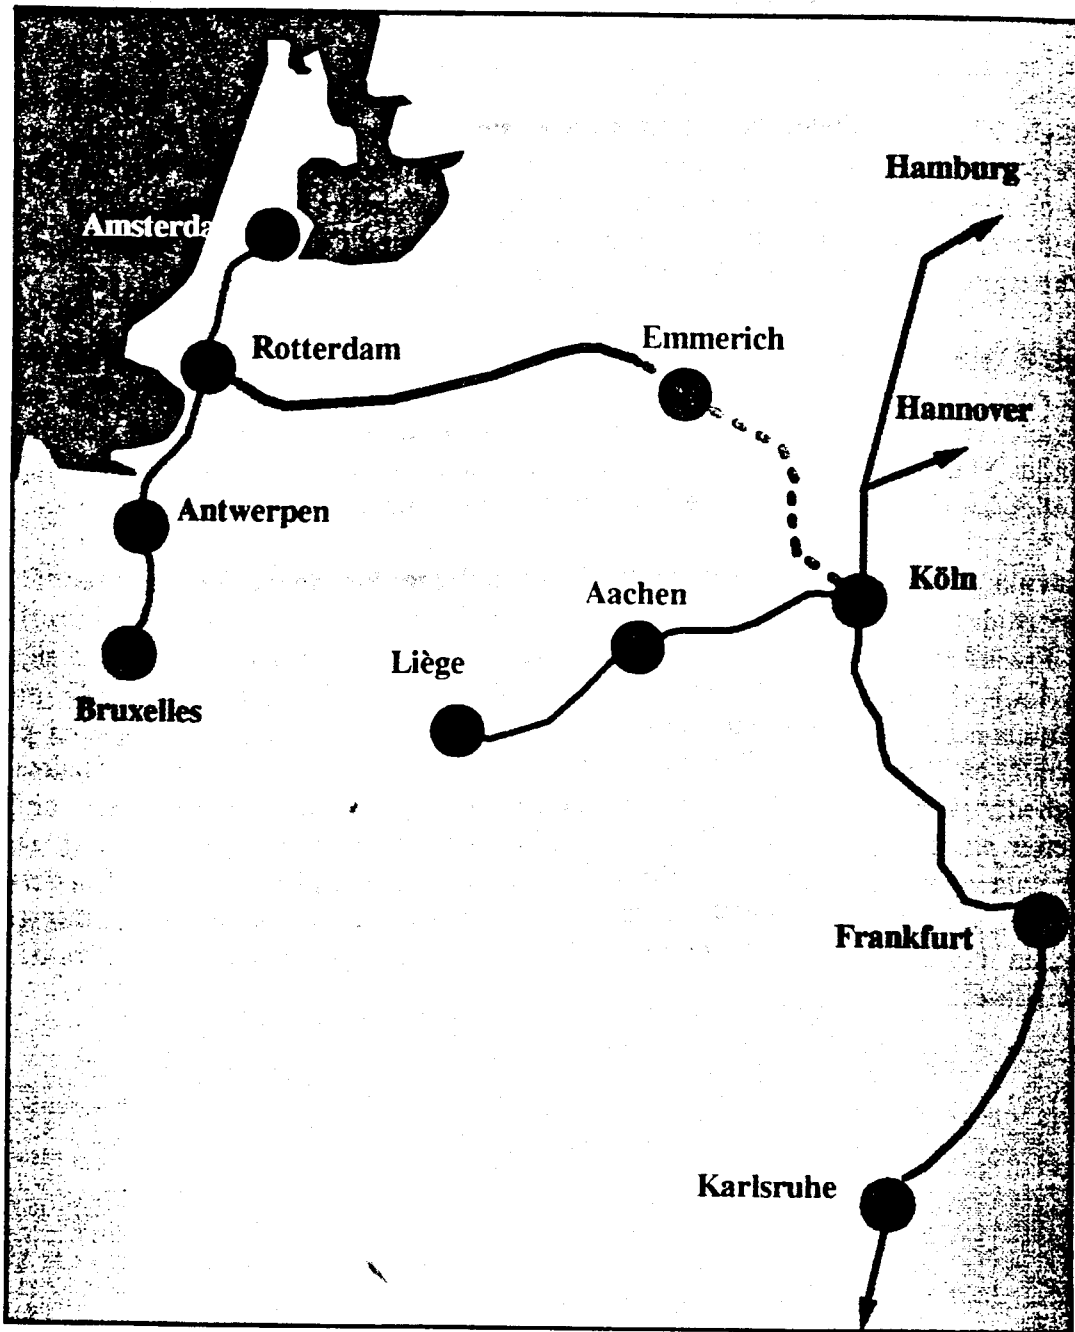 Hamburg
Amsterda
Rotterdam
Emmerich
Hannover
Antwerpen
Köln
Aachen
Liège
Bruxelles
Frankfurt
Karlsruhe